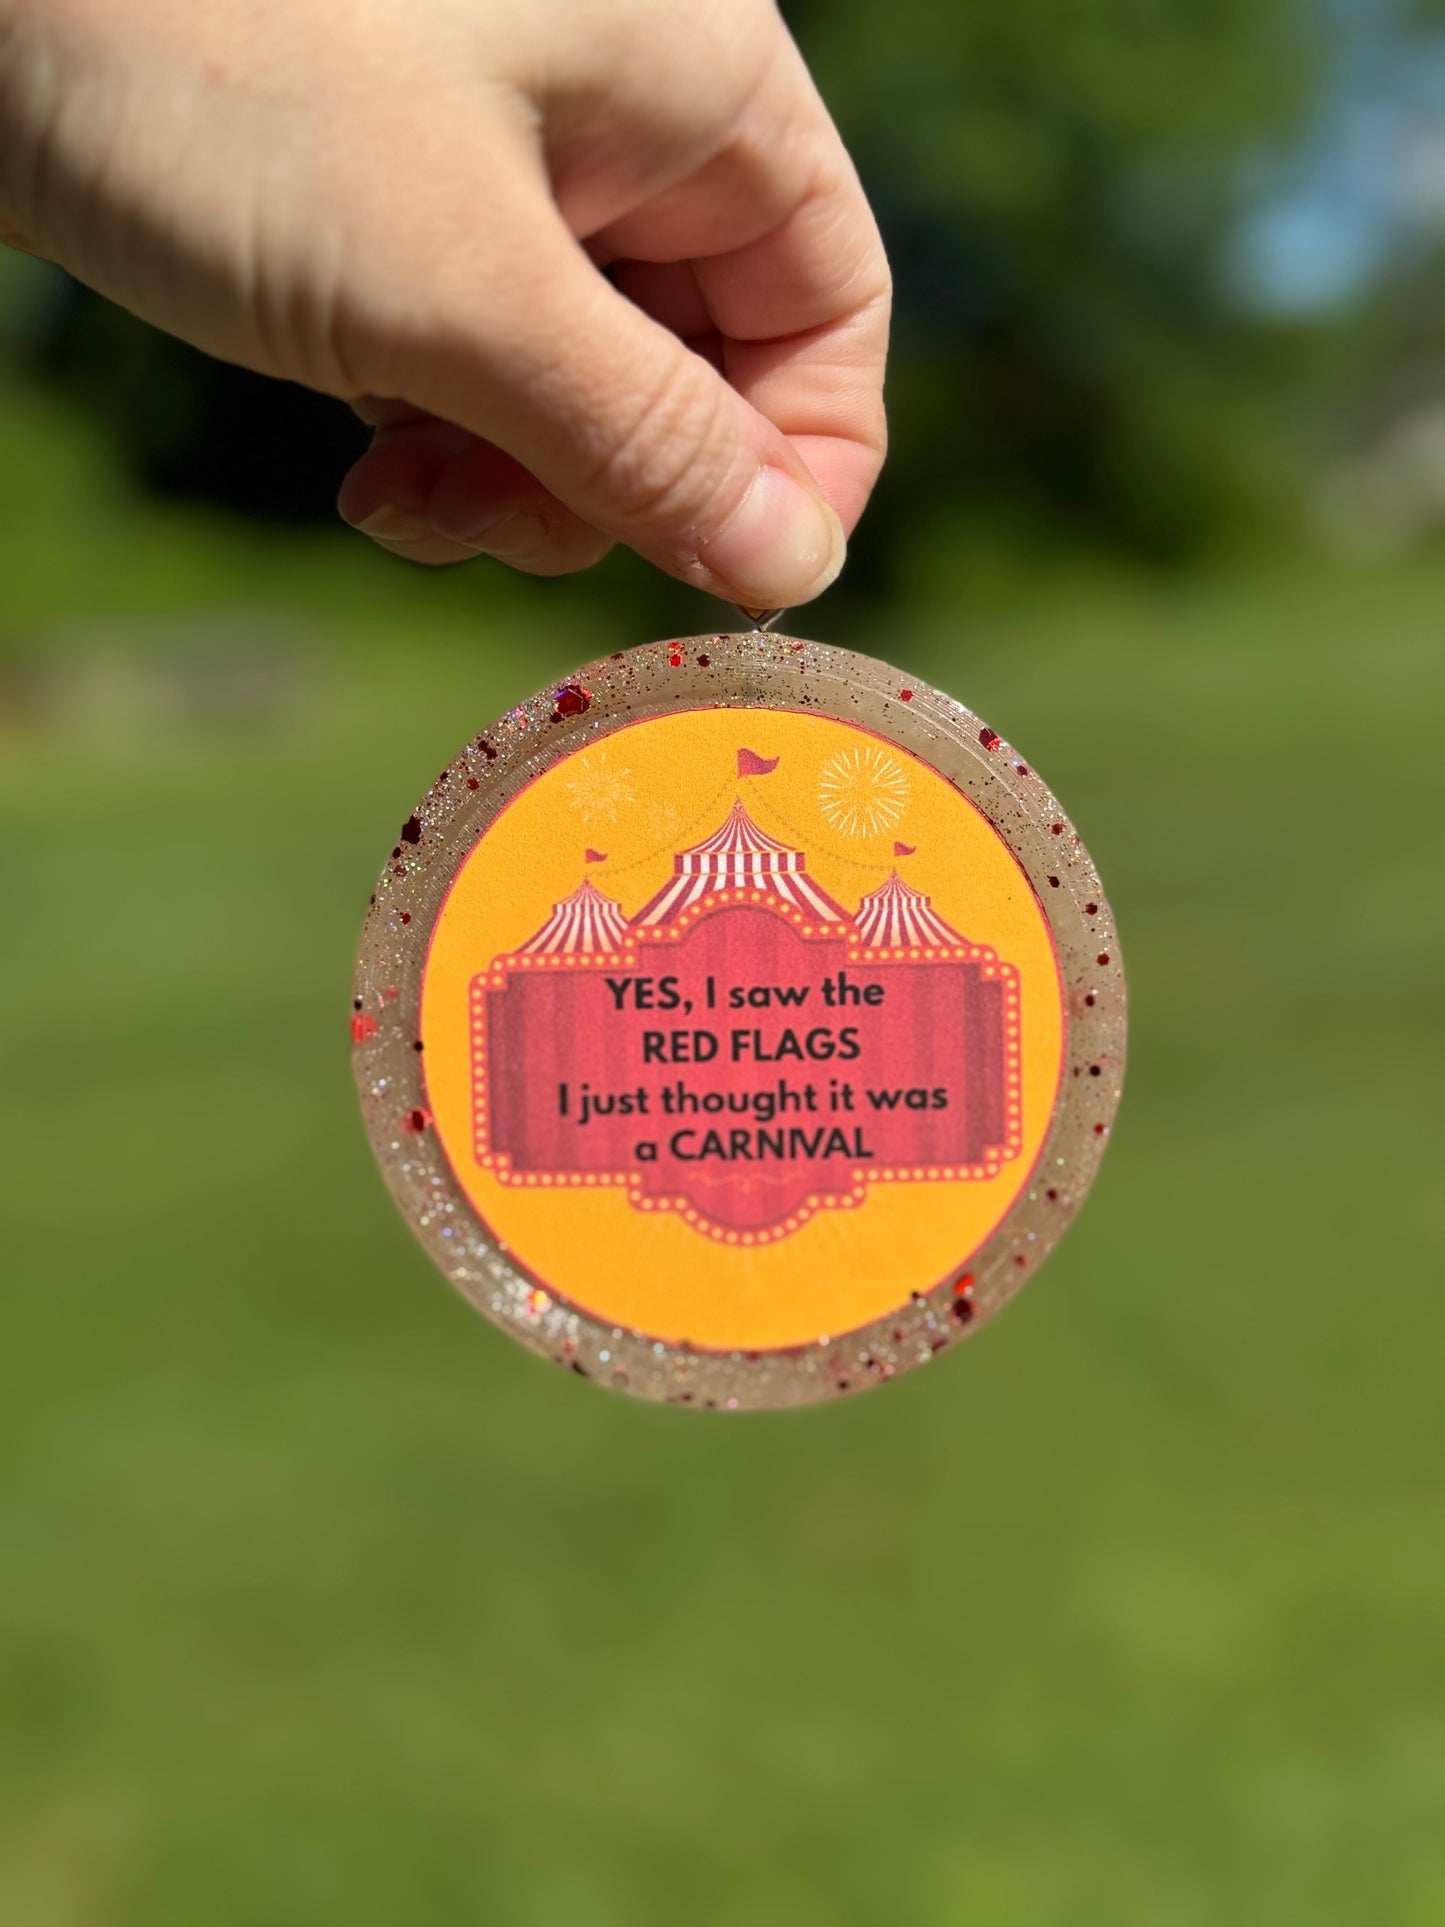 YES, I saw the
RED FLAGS
I just thought it was
a CARNIVAL